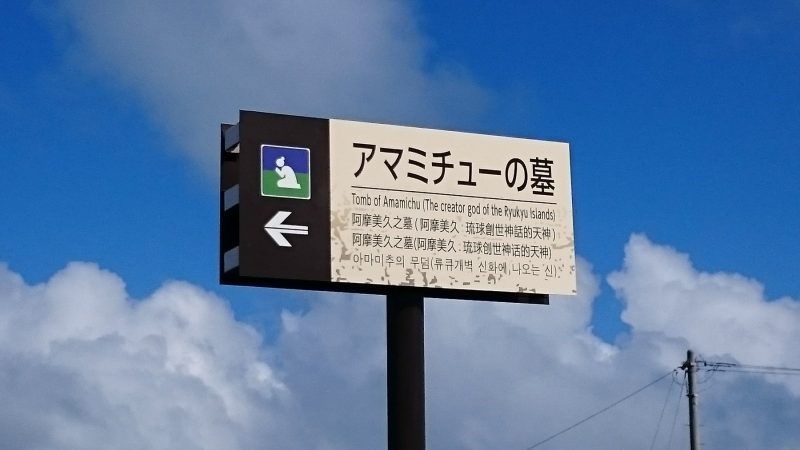 アマミチューの墓
Tomb of Amamichu (The creator god of the Ryukyu Islands)
阿摩美久之墓 ( 阿摩美久 : 琉球創世神話的天神 )
阿摩美久之墓(阿摩美久 : 琉球创世神话的天神)
아마미추의 무덤(류큐개벽 신화에 나오는 신)